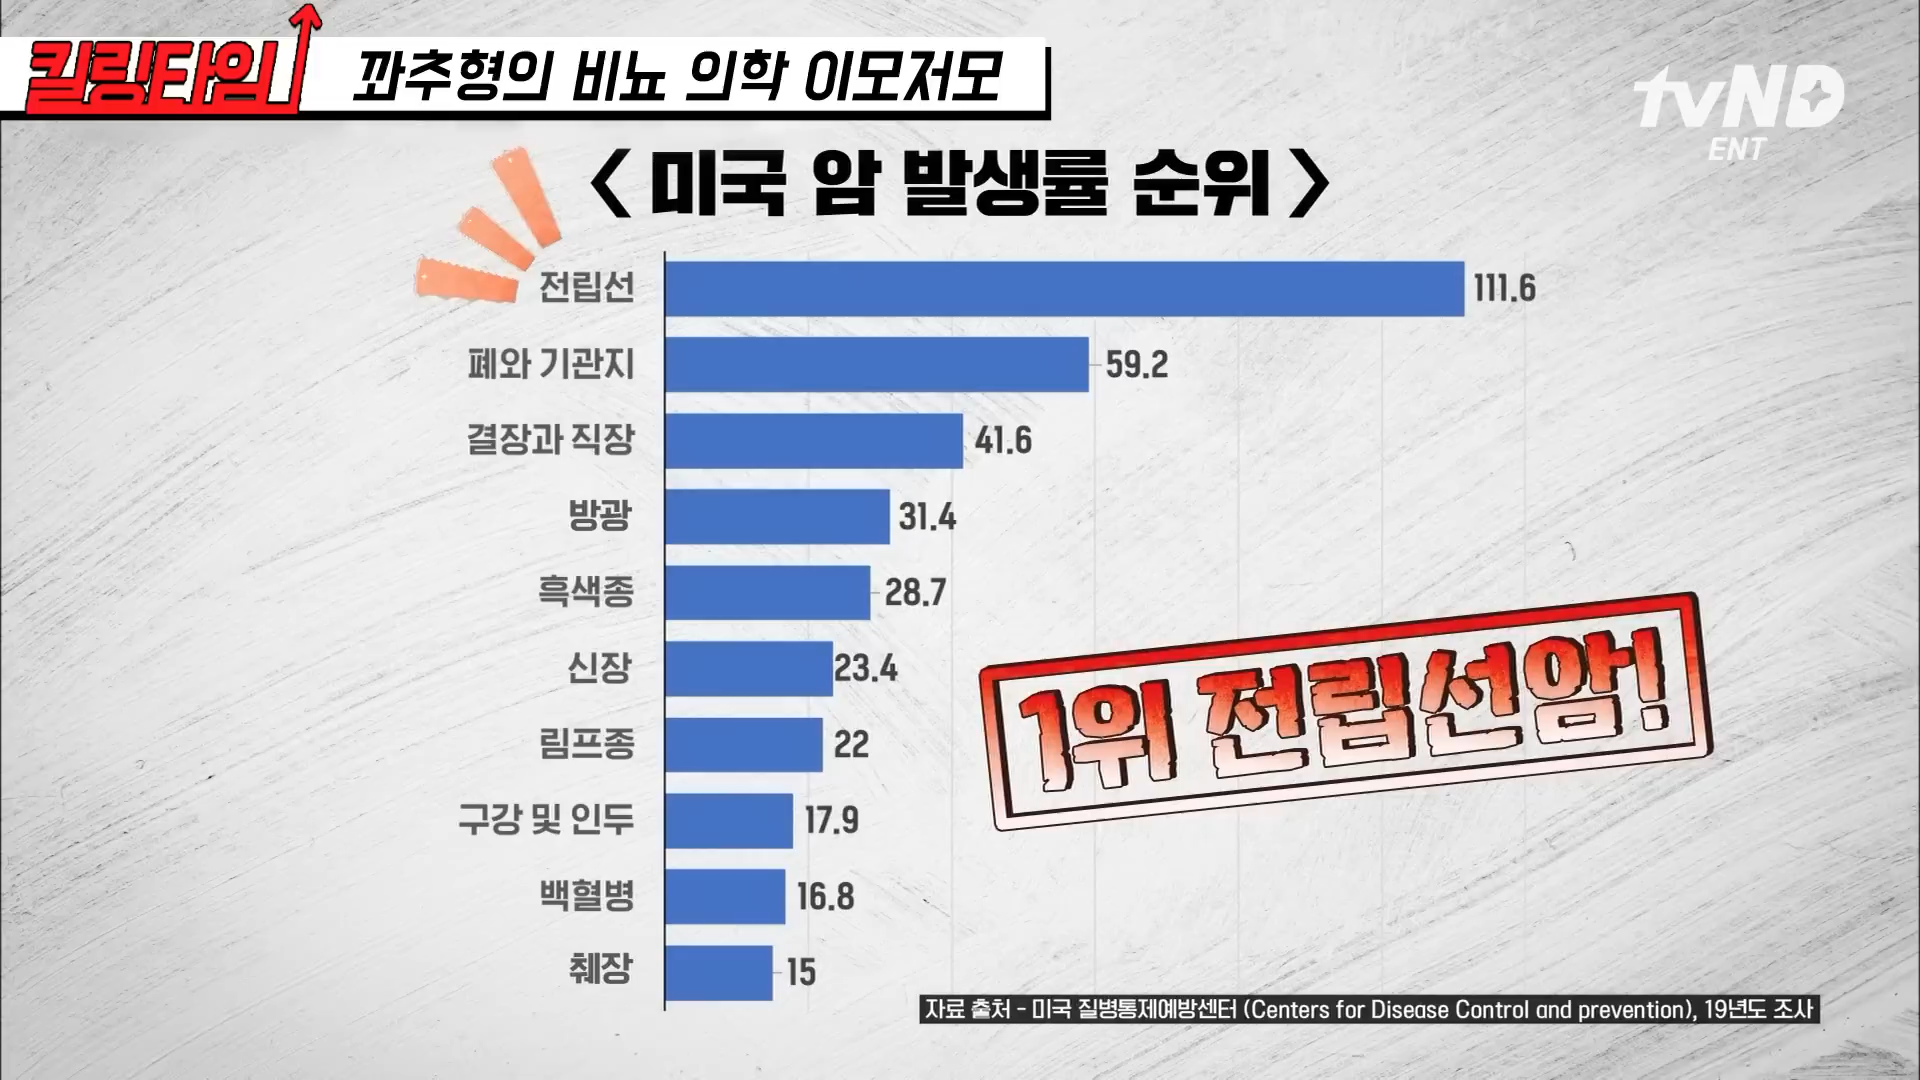 킬링타임
꽈추형의 비뇨 의학 이모저모
tvND
ENT
< 미국 암 발생률 순위 >
전립선 111.6
폐와 기관지 59.2
결장과 직장 41.6
방광 31.4
흑색종 28.7
신장 23.4
림프종 22
구강 및 인두 17.9
백혈병 16.8
췌장 15
1위 전립선암!
자료 출처 - 미국 질병통제예방센터 (Centers for Disease Control and prevention), 19년도 조사